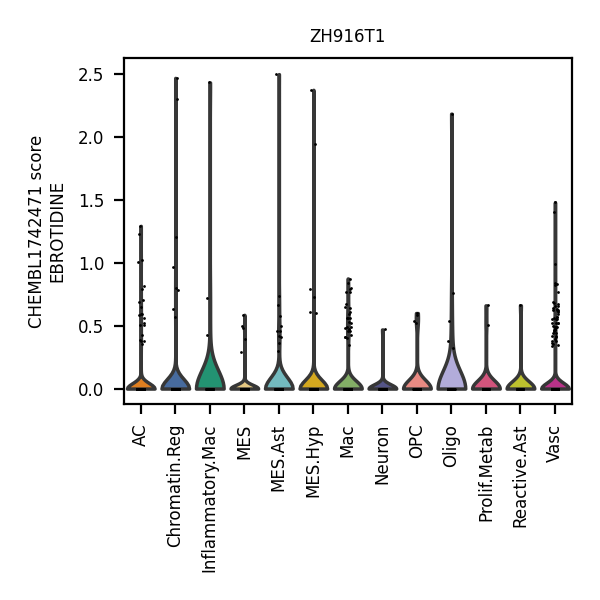 ZH916T1
CHEMBL1742471 score
EBROTIDINE
2.5
2.0
1.5
1.0
0.5
0.0
AC
Chromatin.Reg
Inflammatory.Mac
MES
MES.Ast
MES.Hyp
Mac
Neuron
OPC
Oligo
Prolif.Metab
Reactive.Ast
Vasc